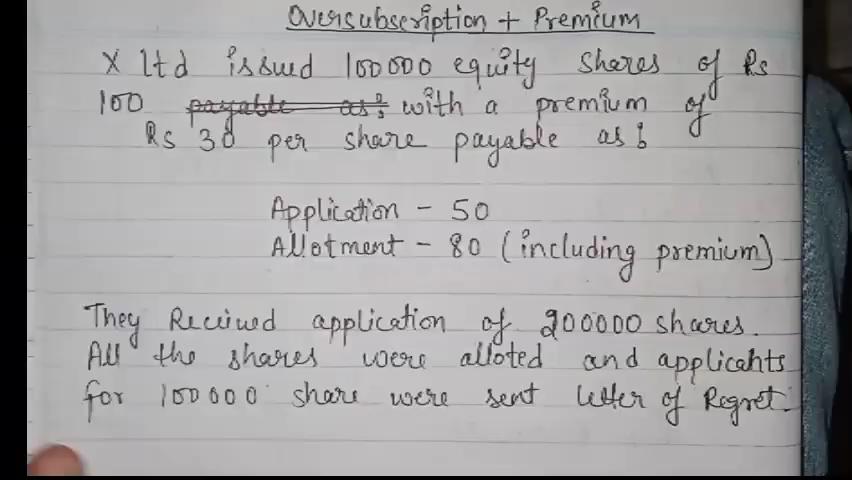 Oversubscription + Premium
X ltd issued 100000 equity shares of Rs
100 payable as: with a premium of
Rs 30 per share payable as :
Application - 50
Allotment - 80 (including premium)
They Received application of 200000 shares.
All the shares were alloted and applicants
for 100000 share were sent letter of Regret.